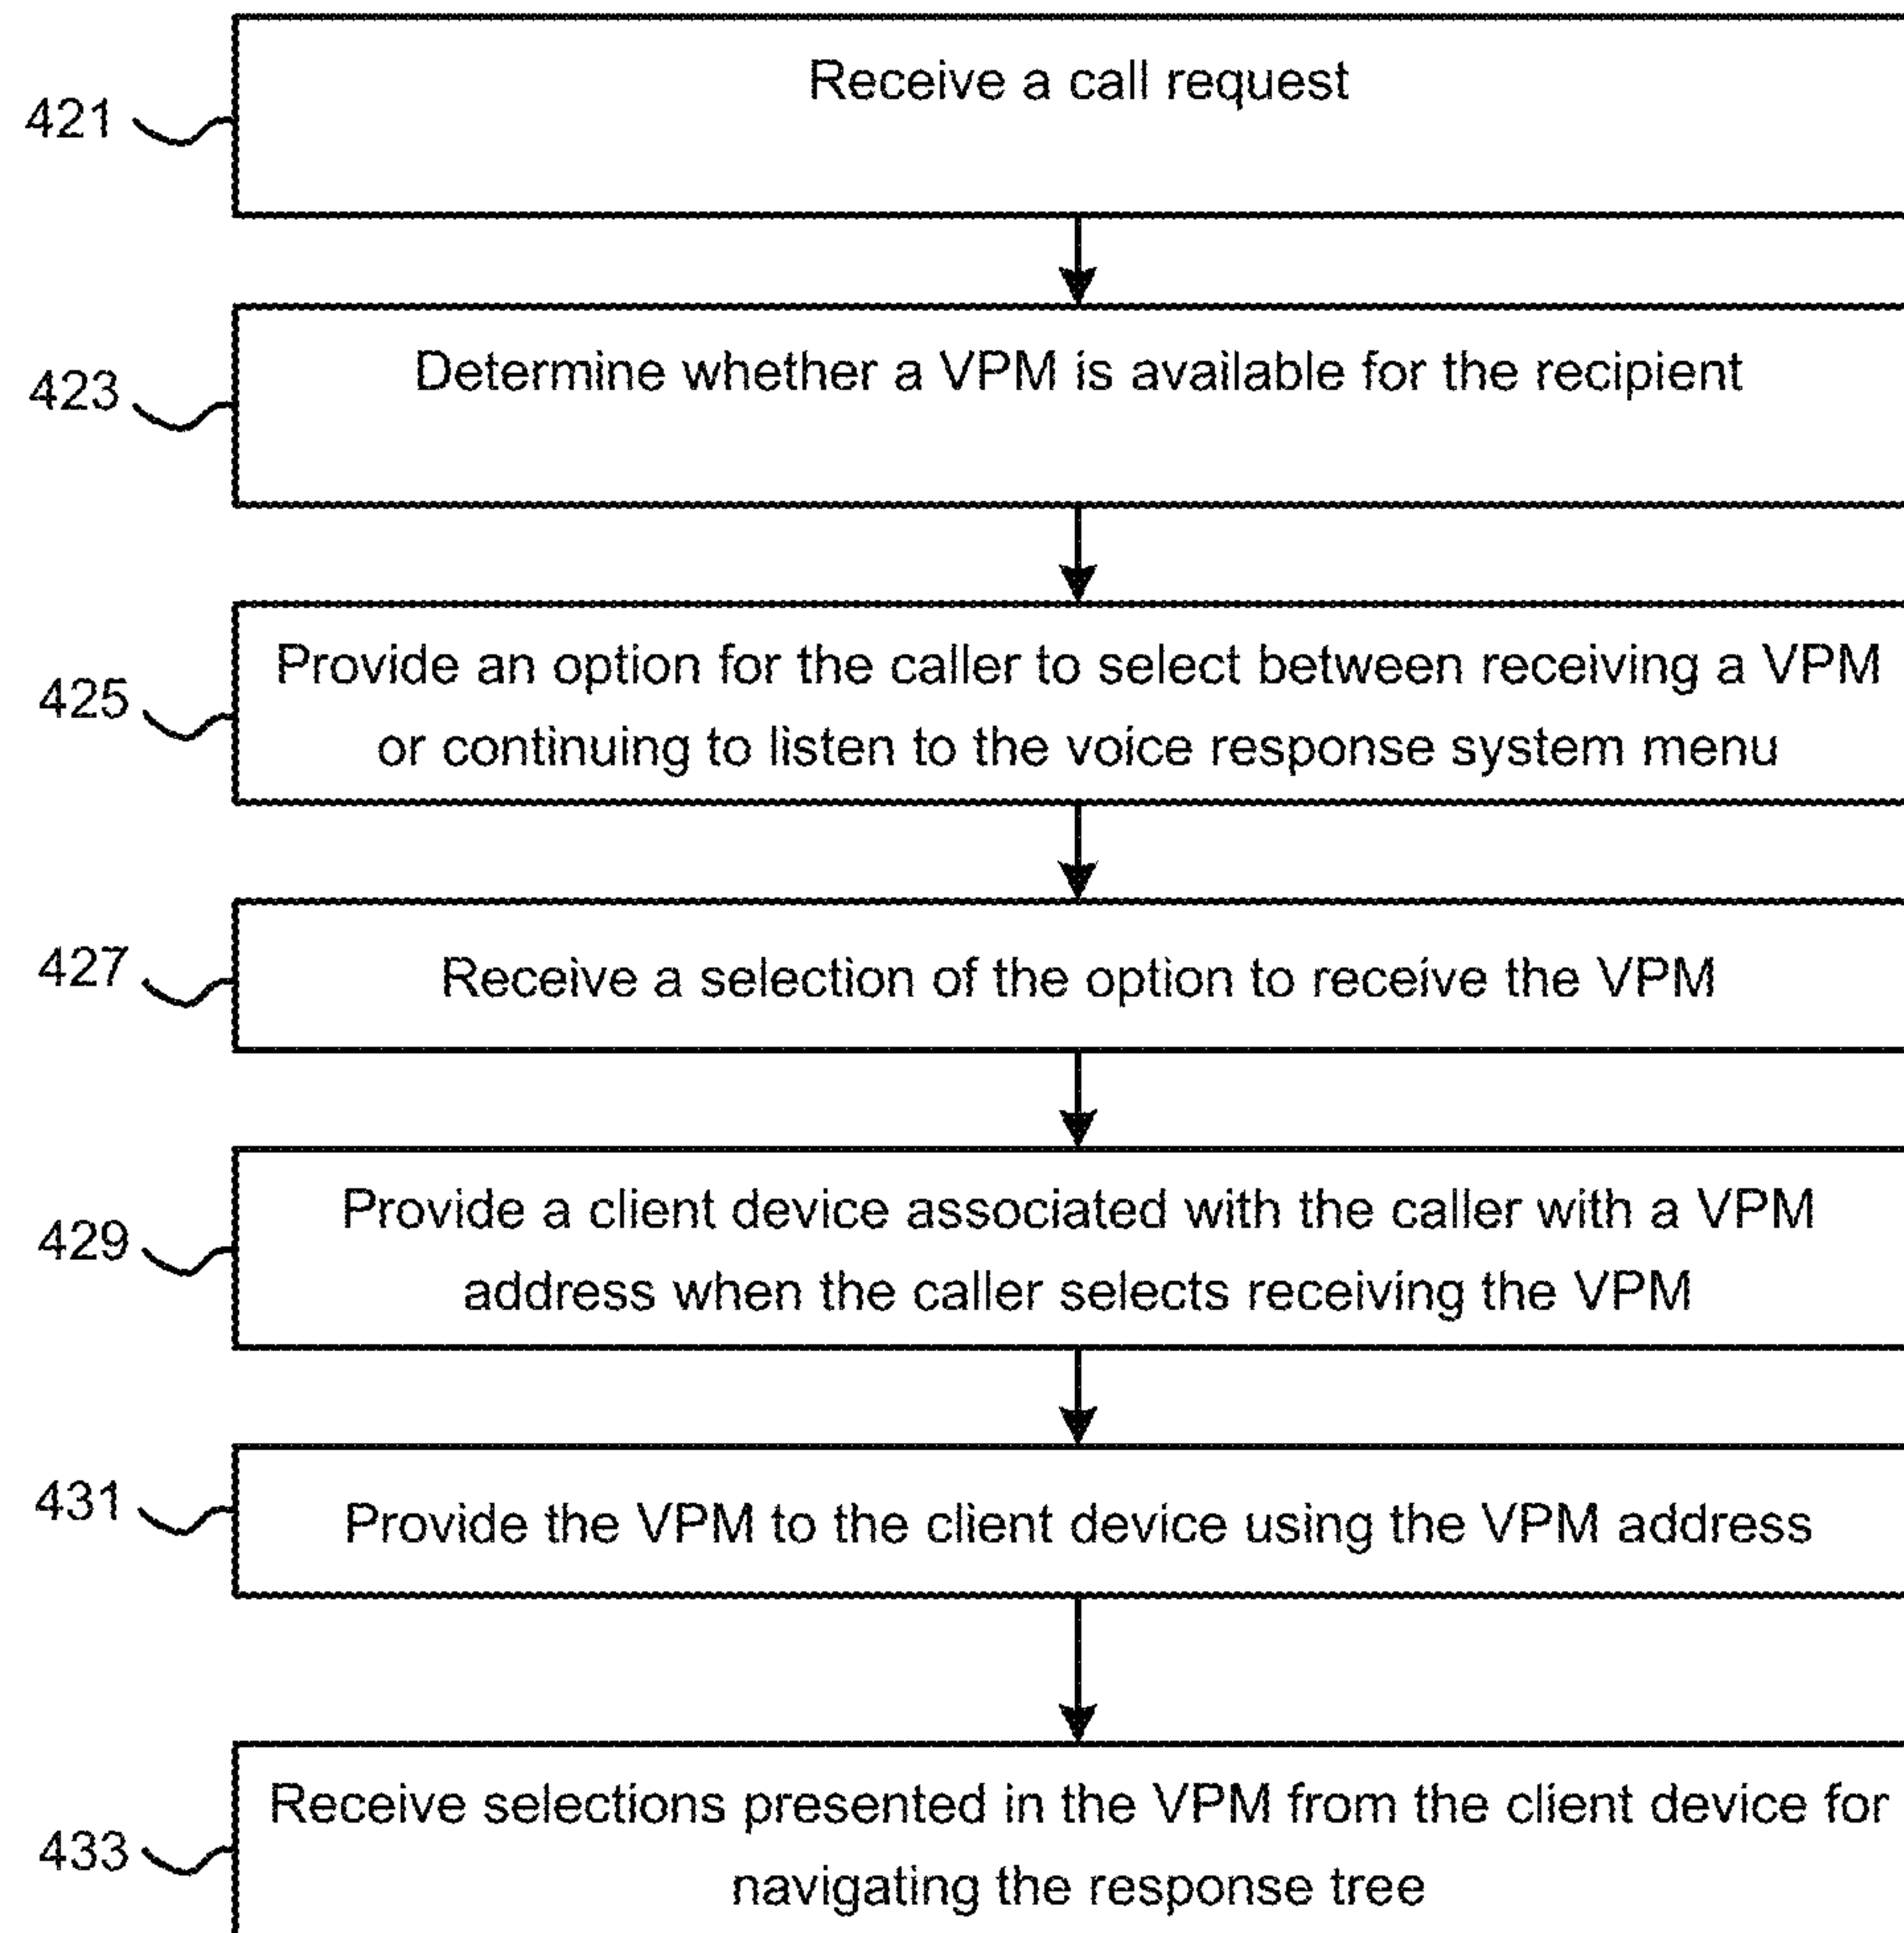 Receive a call request
421
Determine whether a VPM is available for the recipient
423
Provide an option for the caller to select between receiving a VPM
425
or continuing to listen to the voice response system menu
427
Receive a selection of the option to receive the VPM
Provide a client device associated with the caller with a VPM
429
address when the caller selects receiving the VPM
431
Provide the VPM to the client device using the VPM address
Receive selections presented in the VPM from the client device for
433
navigating the response tree